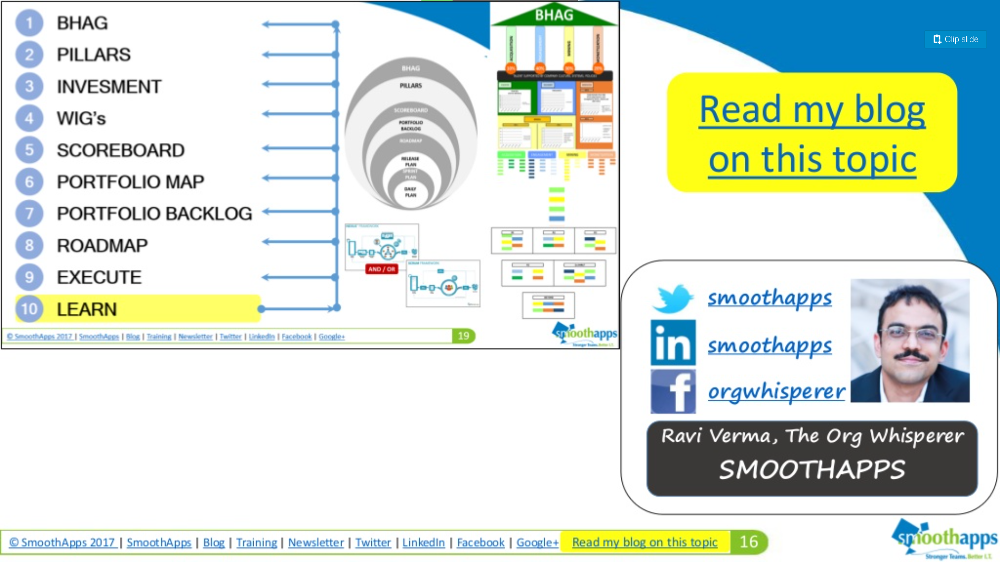 1 BHAG
2 PILLARS
3 INVESMENT
4 WIG's
5 SCOREBOARD
6 PORTFOLIO MAP
7 PORTFOLIO BACKLOG
8 ROADMAP
9 EXECUTE
10 LEARN
BHAG
PILLARS
SCOREBOARD
PORTFOLIO
BACKLOG
ROADMAP
RELEASE
PLAN
SPRINT
PLAN
DAILY
PLAN
AND / OR
BHAG
© SmoothApps 2017 | SmoothApps | Blog | Training | Newsletter | Twitter | LinkedIn | Facebook | Google+
19
smoothapps
Stronger Teams. Better I.T.
Clip slide
Read my blog
on this topic
smoothapps
in smoothapps
f orgwhisperer
Ravi Verma, The Org Whisperer
SMOOTHAPPS
© SmoothApps 2017 | SmoothApps | Blog | Training | Newsletter | Twitter | LinkedIn | Facebook | Google+ Read my blog on this topic 16
smoothapps
Stronger Teams. Better I.T.